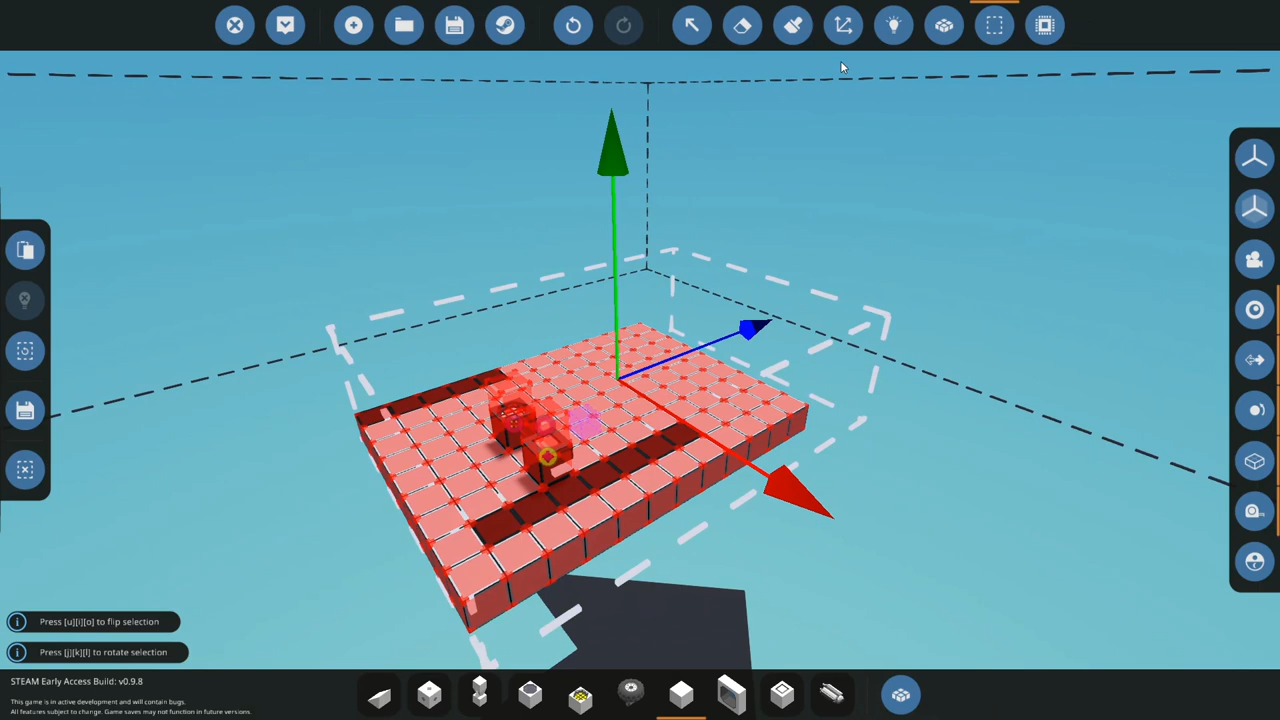 Press [u][i][o] to flip selection
Press [j][k][l] to rotate selection
STEAM Early Access Build: v0.9.8
This game is in active development and will contain bugs.
All features subject to change. Game saves may not function in future versions.